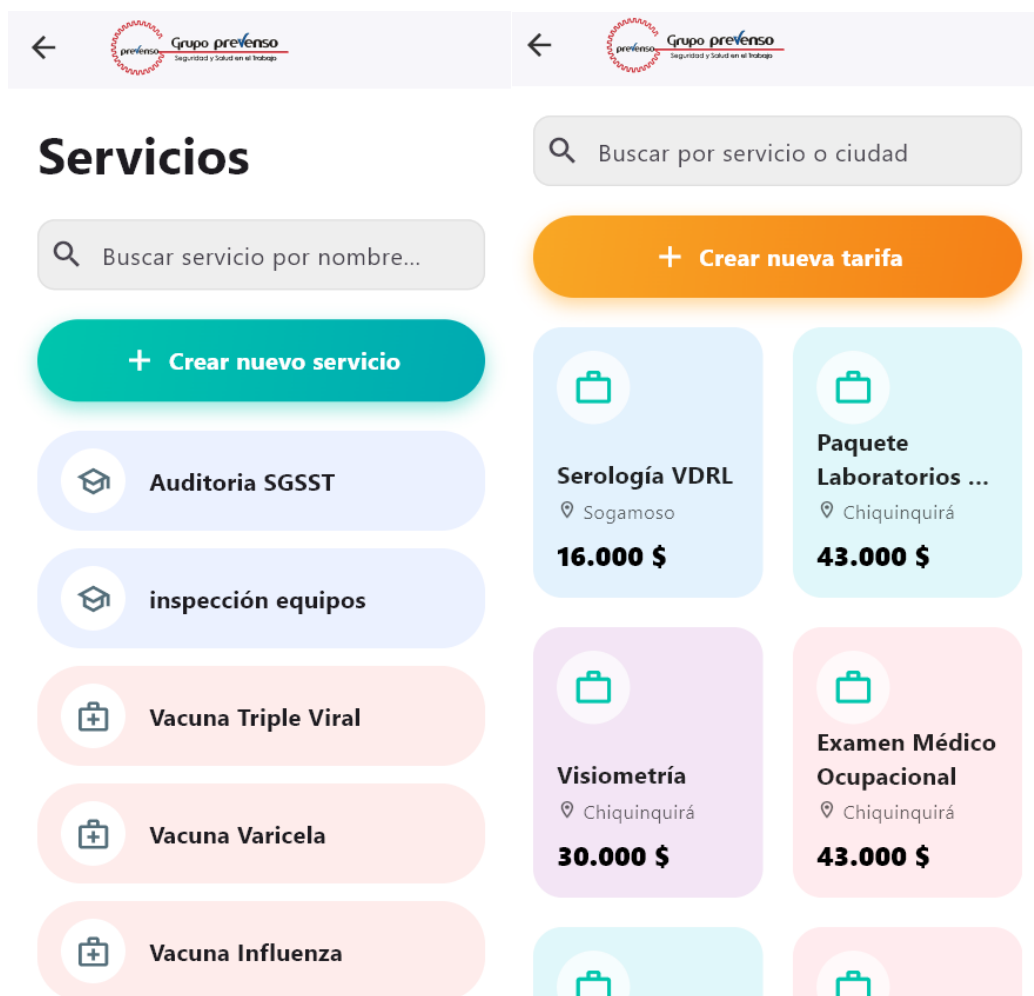 prevenso
Grupo prevenso
Seguridad y Salud en el Trabajo
Servicios
Buscar servicio por nombre...
+ Crear nuevo servicio
Auditoria SGSST
inspección equipos
Vacuna Triple Viral
Vacuna Varicela
Vacuna Influenza
prevenso
Grupo prevenso
Seguridad y Salud en el Trabajo
Buscar por servicio o ciudad
+ Crear nueva tarifa
Serología VDRL
Sogamoso
16.000 $
Paquete
Laboratorios ...
Chiquinquirá
43.000 $
Visiometría
Chiquinquirá
30.000 $
Examen Médico
Ocupacional
Chiquinquirá
43.000 $